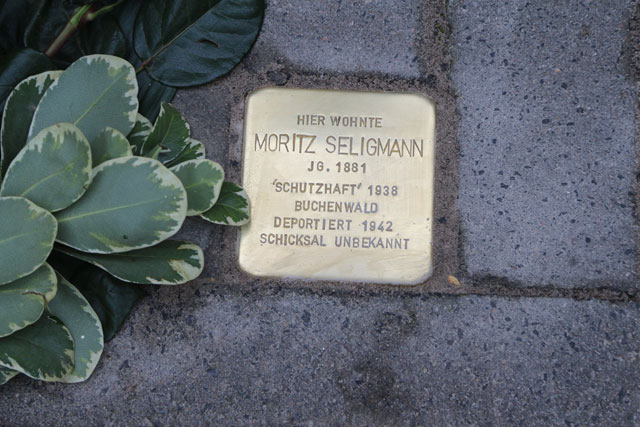 HIER WOHNTE
MORITZ SELIGMANN
JG. 1881
'SCHUTZHAFT' 1938
BUCHENWALD
DEPORTIERT 1942
SCHICKSAL UNBEKANNT